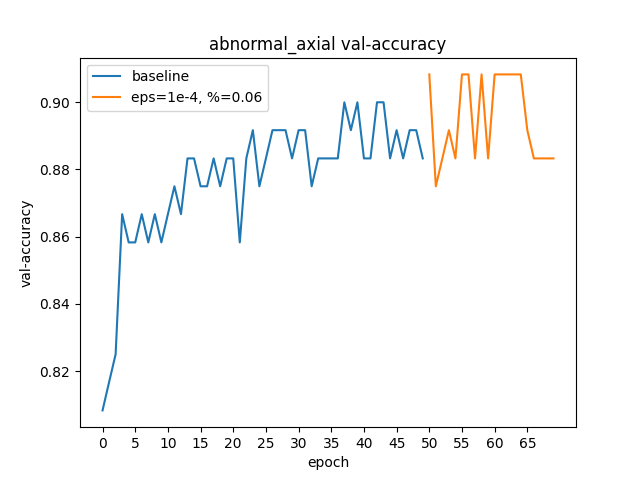 abnormal_axial val-accuracy
baseline
eps=1e-4, %=0.06
val-accuracy
0.90
0.88
0.86
0.84
0.82
0 5 10 15 20 25 30 35 40 45 50 55 60 65
epoch